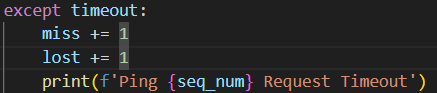 except timeout:
    miss += 1
    lost += 1
    print(f'Ping {seq_num} Request Timeout')